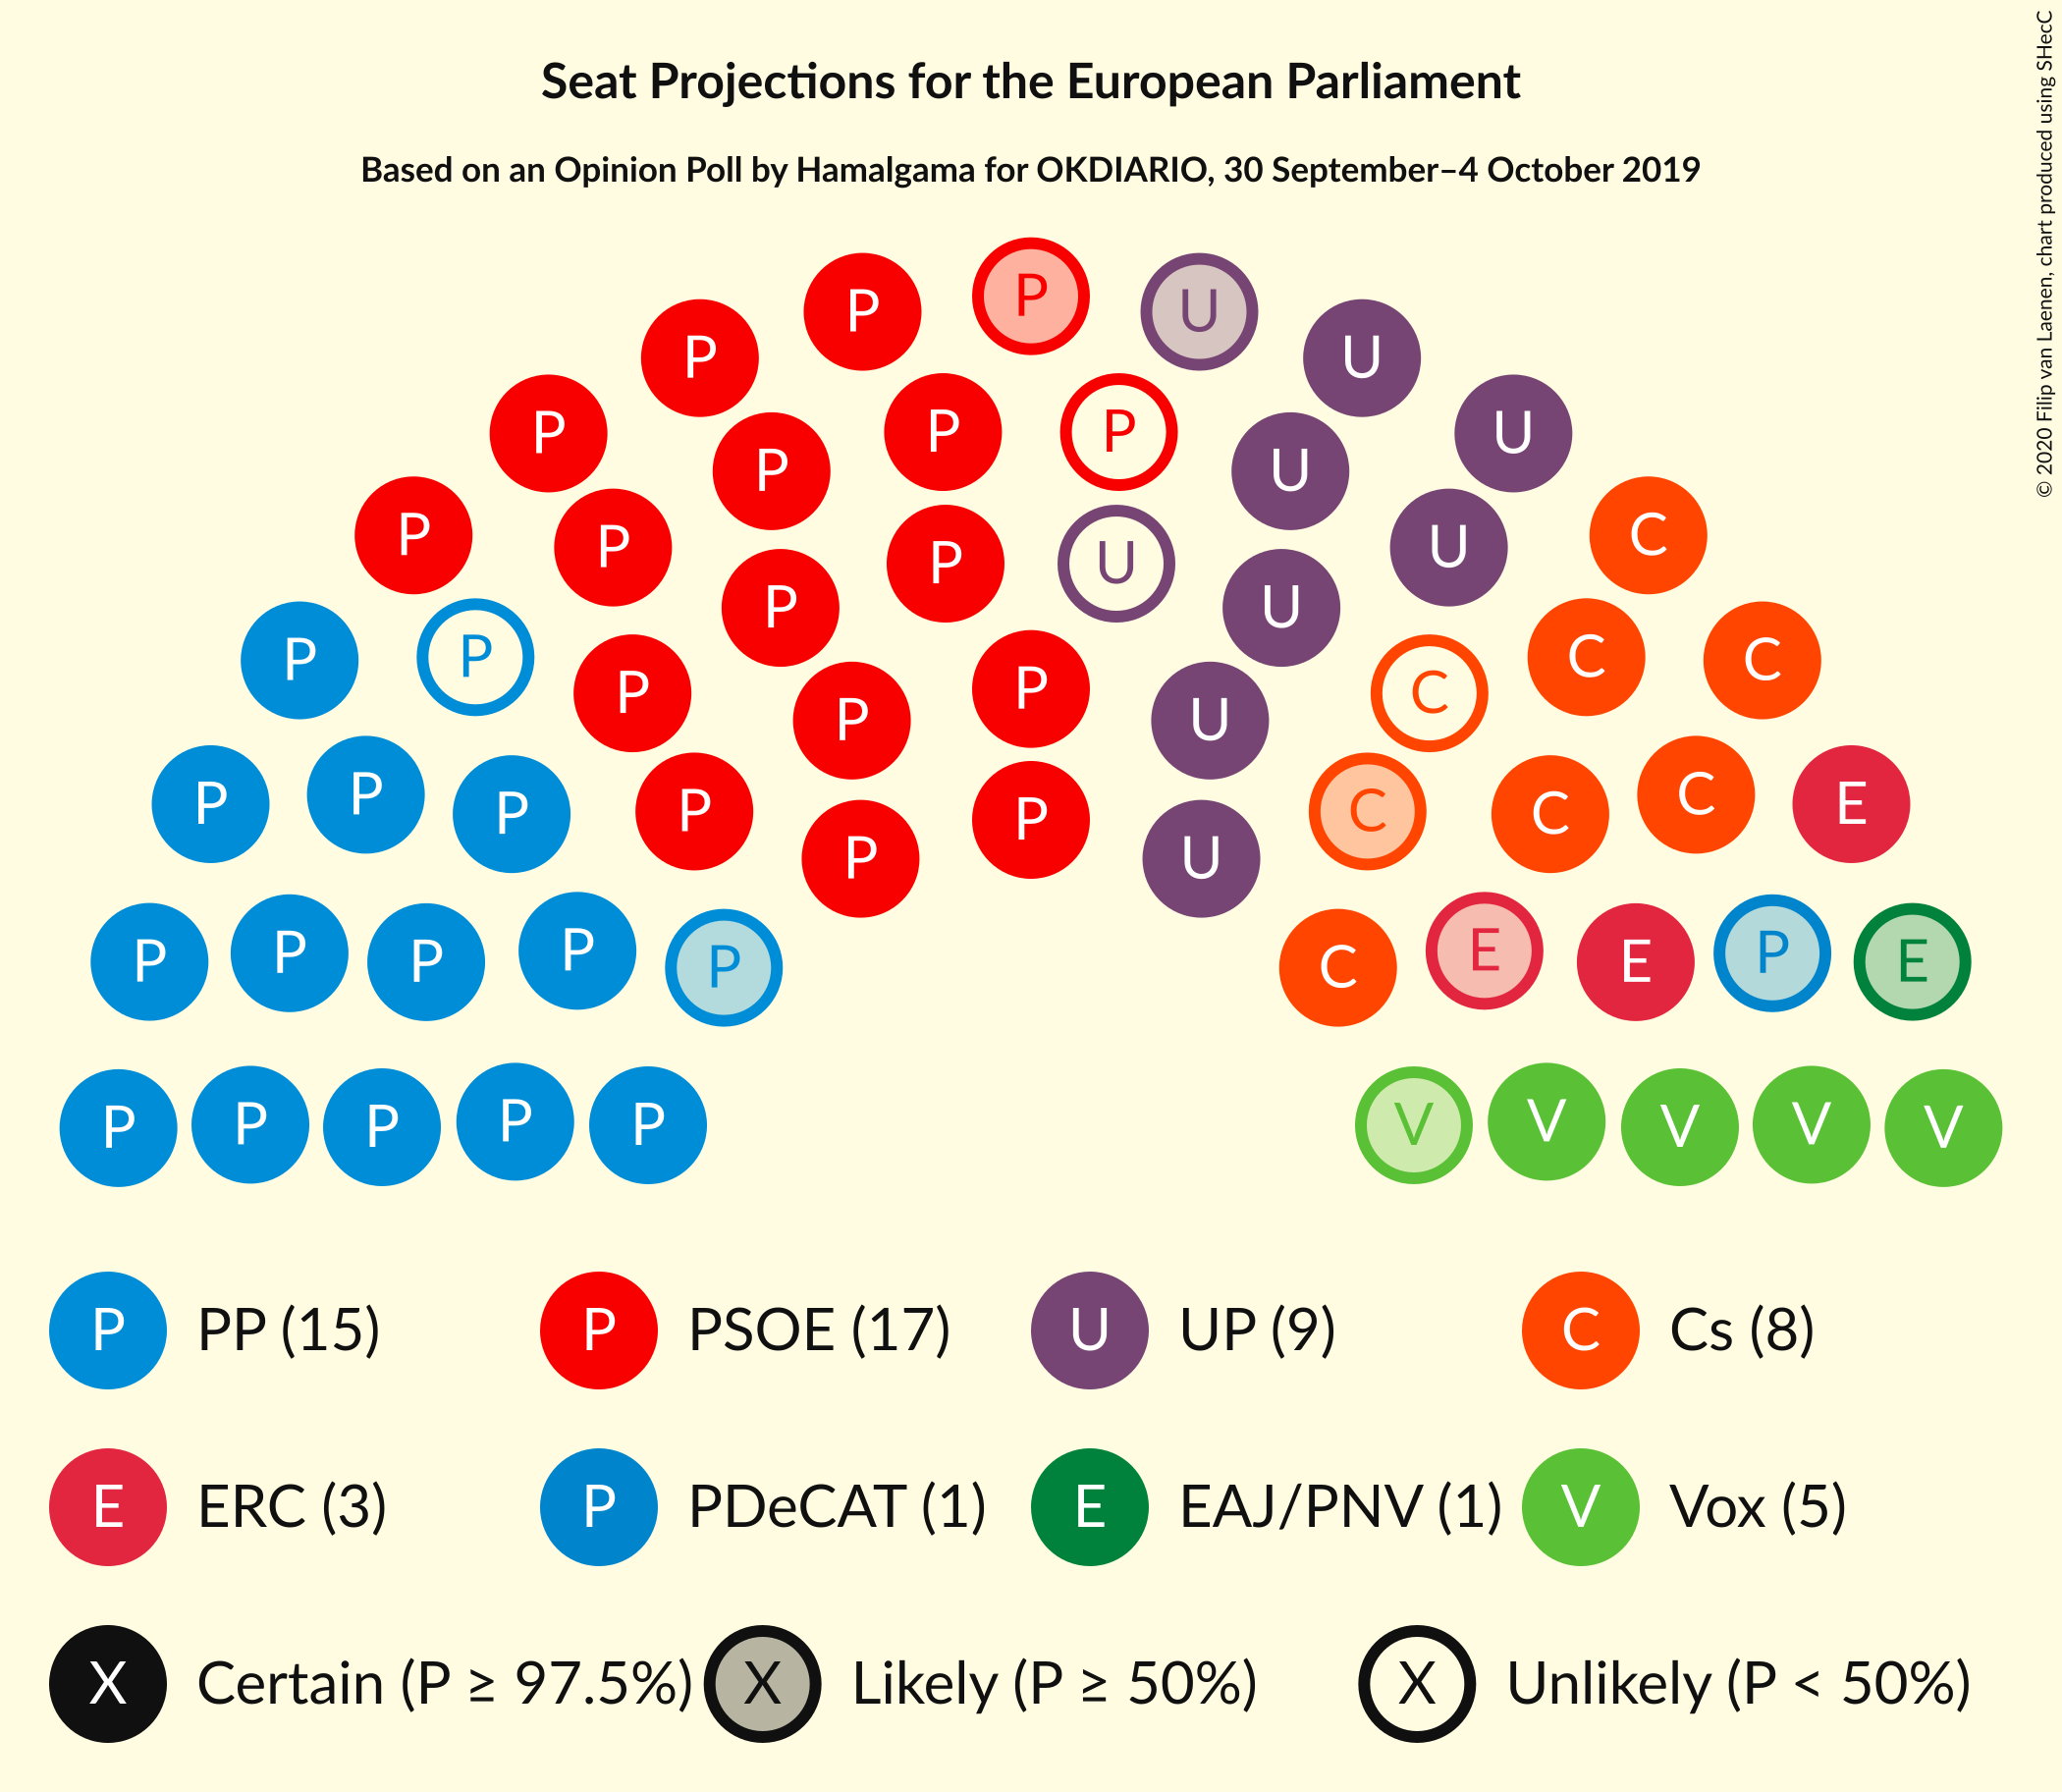 Seat Projections for the European Parliament
Based on an Opinion Poll by Hamalgama for OKDIARIO, 30 September–4 October 2019
© 2020 Filip van Laenen, chart produced using SHecC
P
P U
P U
P P P U
P P U U
P P U C
P P U U
P P P C C C
P P P U
P P P P P C C C C E
P U
P P P P P C E E P E
P P P P P V V V V V
P PP (15) P PSOE (17) U UP (9) C Cs (8)
E ERC (3) P PDeCAT (1) E EAJ/PNV (1) V Vox (5)
X Certain (P ≥ 97.5%) X Likely (P ≥ 50%) X Unlikely (P < 50%)